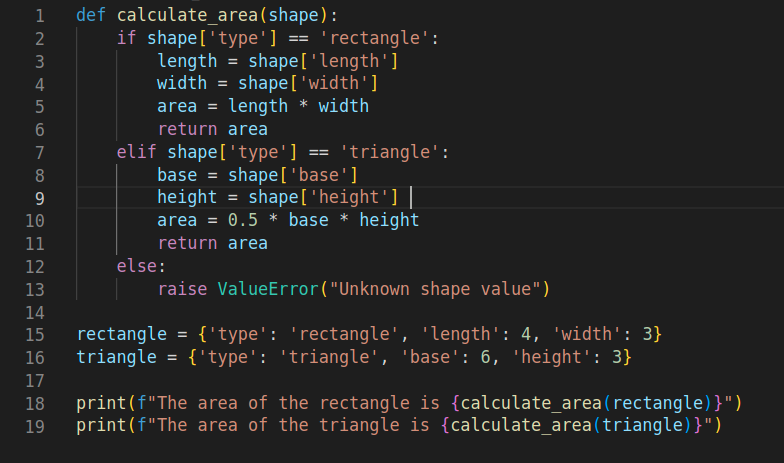 1 def calculate_area(shape):
2     if shape['type'] == 'rectangle':
3         length = shape['length']
4         width = shape['width']
5         area = length * width
6         return area
7     elif shape['type'] == 'triangle':
8         base = shape['base']
9         height = shape['height']
10         area = 0.5 * base * height
11         return area
12     else:
13         raise ValueError("Unknown shape value")
14
15 rectangle = {'type': 'rectangle', 'length': 4, 'width': 3}
16 triangle = {'type': 'triangle', 'base': 6, 'height': 3}
17
18 print(f"The area of the rectangle is {calculate_area(rectangle)}")
19 print(f"The area of the triangle is {calculate_area(triangle)}")